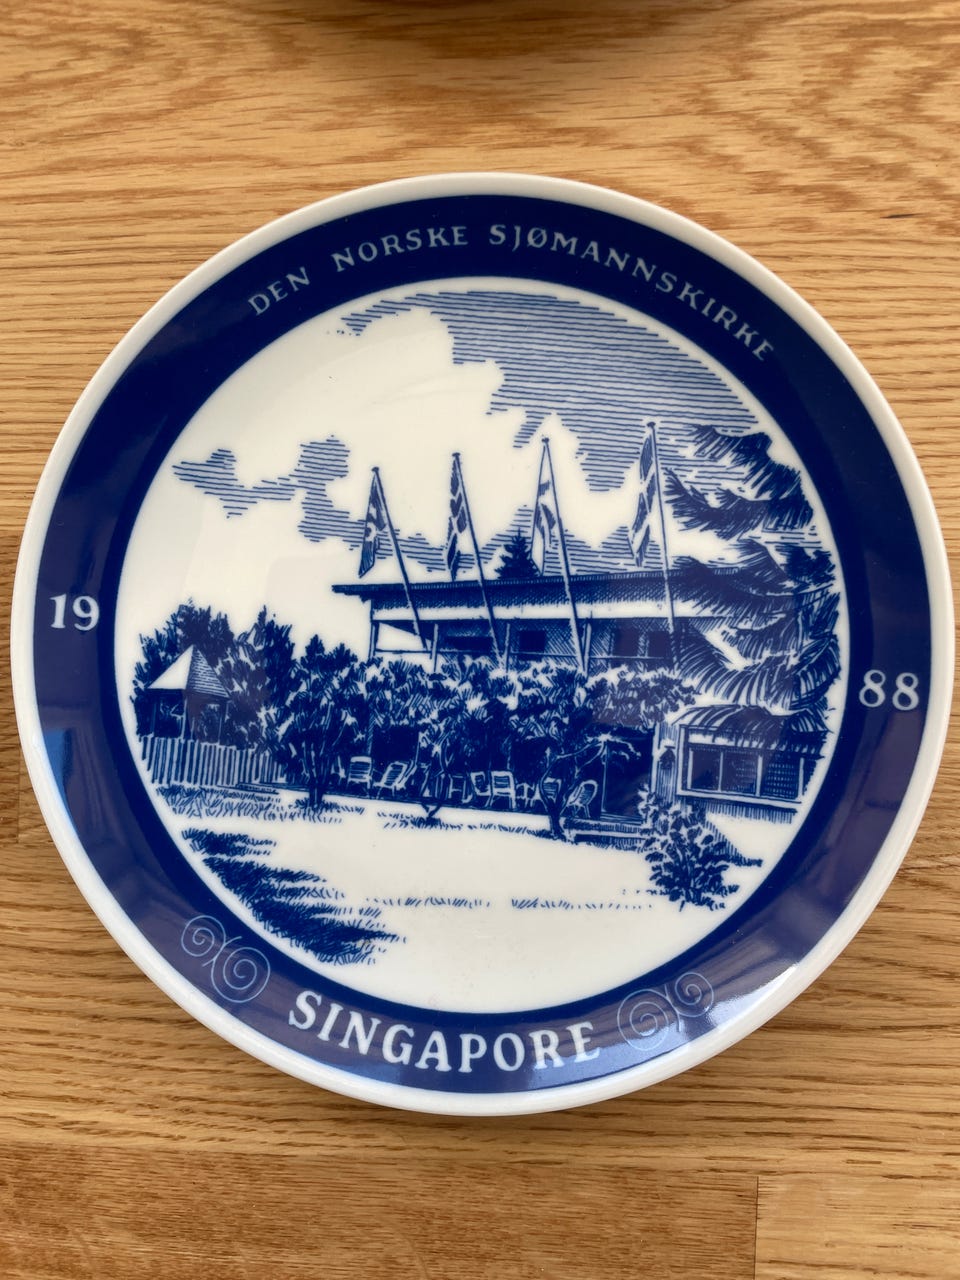 DEN NORSKE SJØMANNSKIRKE
19 88
SINGAPORE